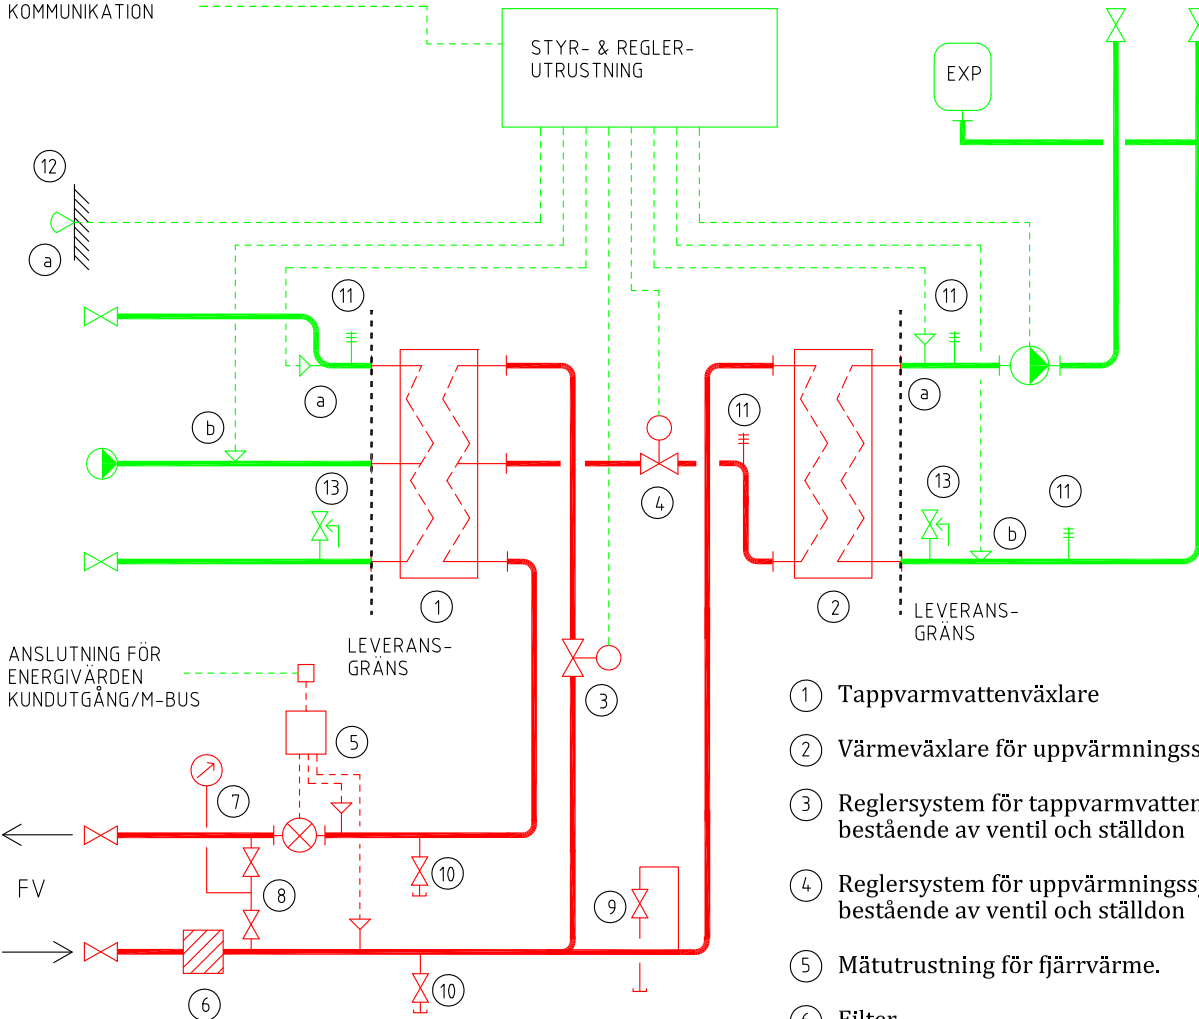 KOMMUNIKATION
STYR- & REGLER-
UTRUSTNING
EXP
12
a
11
11
a
a
11
b
13
4
13
11
b
1
2
LEVERANS-
GRÄNS
LEVERANS-
GRÄNS
ANSLUTNING FÖR
ENERGIVÄRDEN
KUNDUTGÅNG/M-BUS
3
5
7
FV
8
10
9
6
10
1 Tappvarmvattenväxlare
2 Värmeväxlare för uppvärmningss
3 Reglersystem för tappvarmvatten
bestående av ventil och ställdon
4 Reglersystem för uppvärmningssy
bestående av ventil och ställdon
5 Mätutrustning för fjärrvärme.
6 Filter